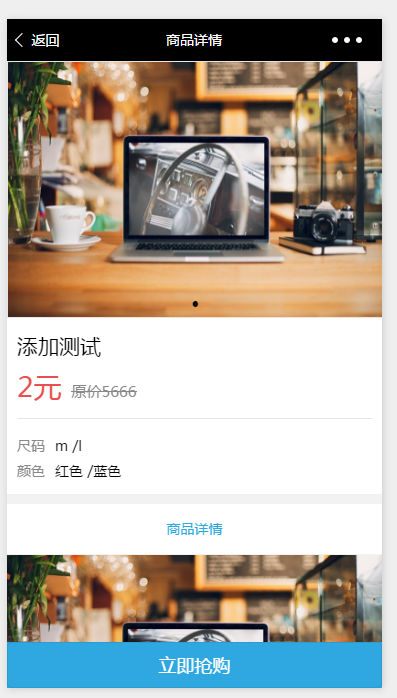 返回 商品详情
添加测试
2元 原价5666
尺码 m /l
颜色 红色 /蓝色
商品详情
立即抢购